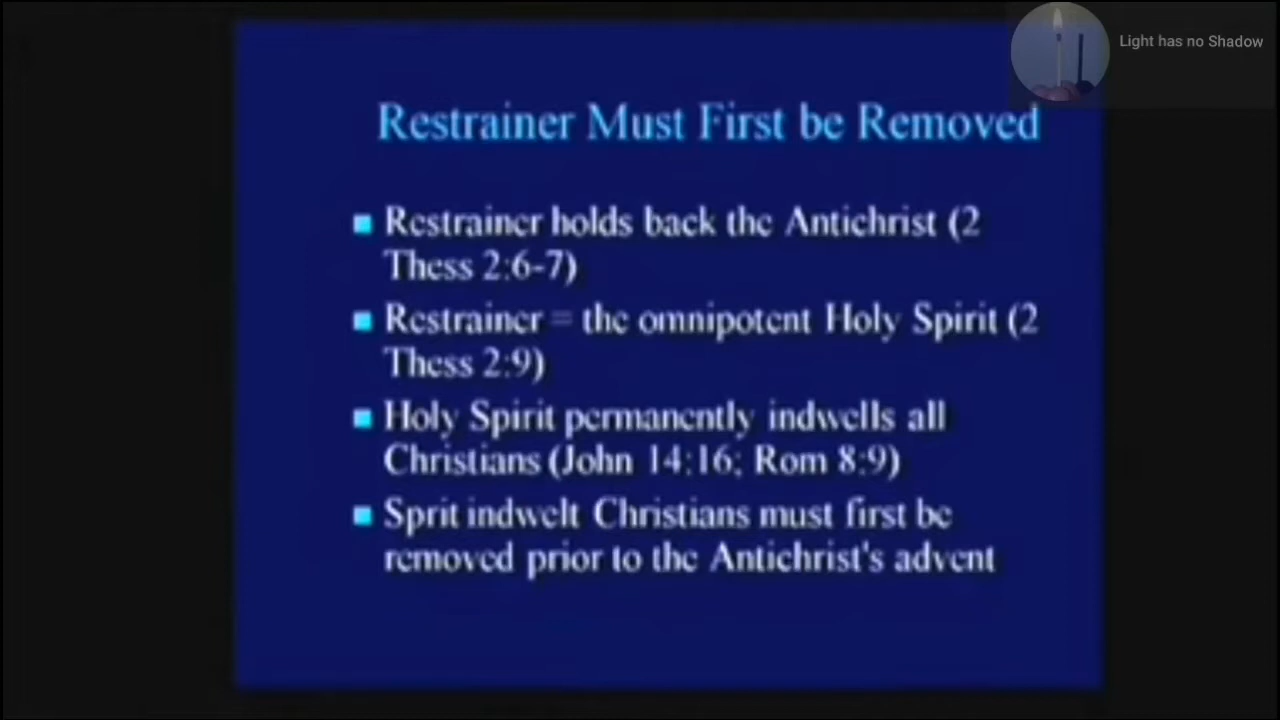 Light has no Shadow
Restrainer Must First be Removed
Restrainer holds back the Antichrist (2
Thess 2:6-7)
Restrainer = the omnipotent Holy Spirit (2
Thess 2:9)
Holy Spirit permanently indwells all
Christians (John 14:16; Rom 8:9)
Sprit indwelt Christians must first be
removed prior to the Antichrist's advent